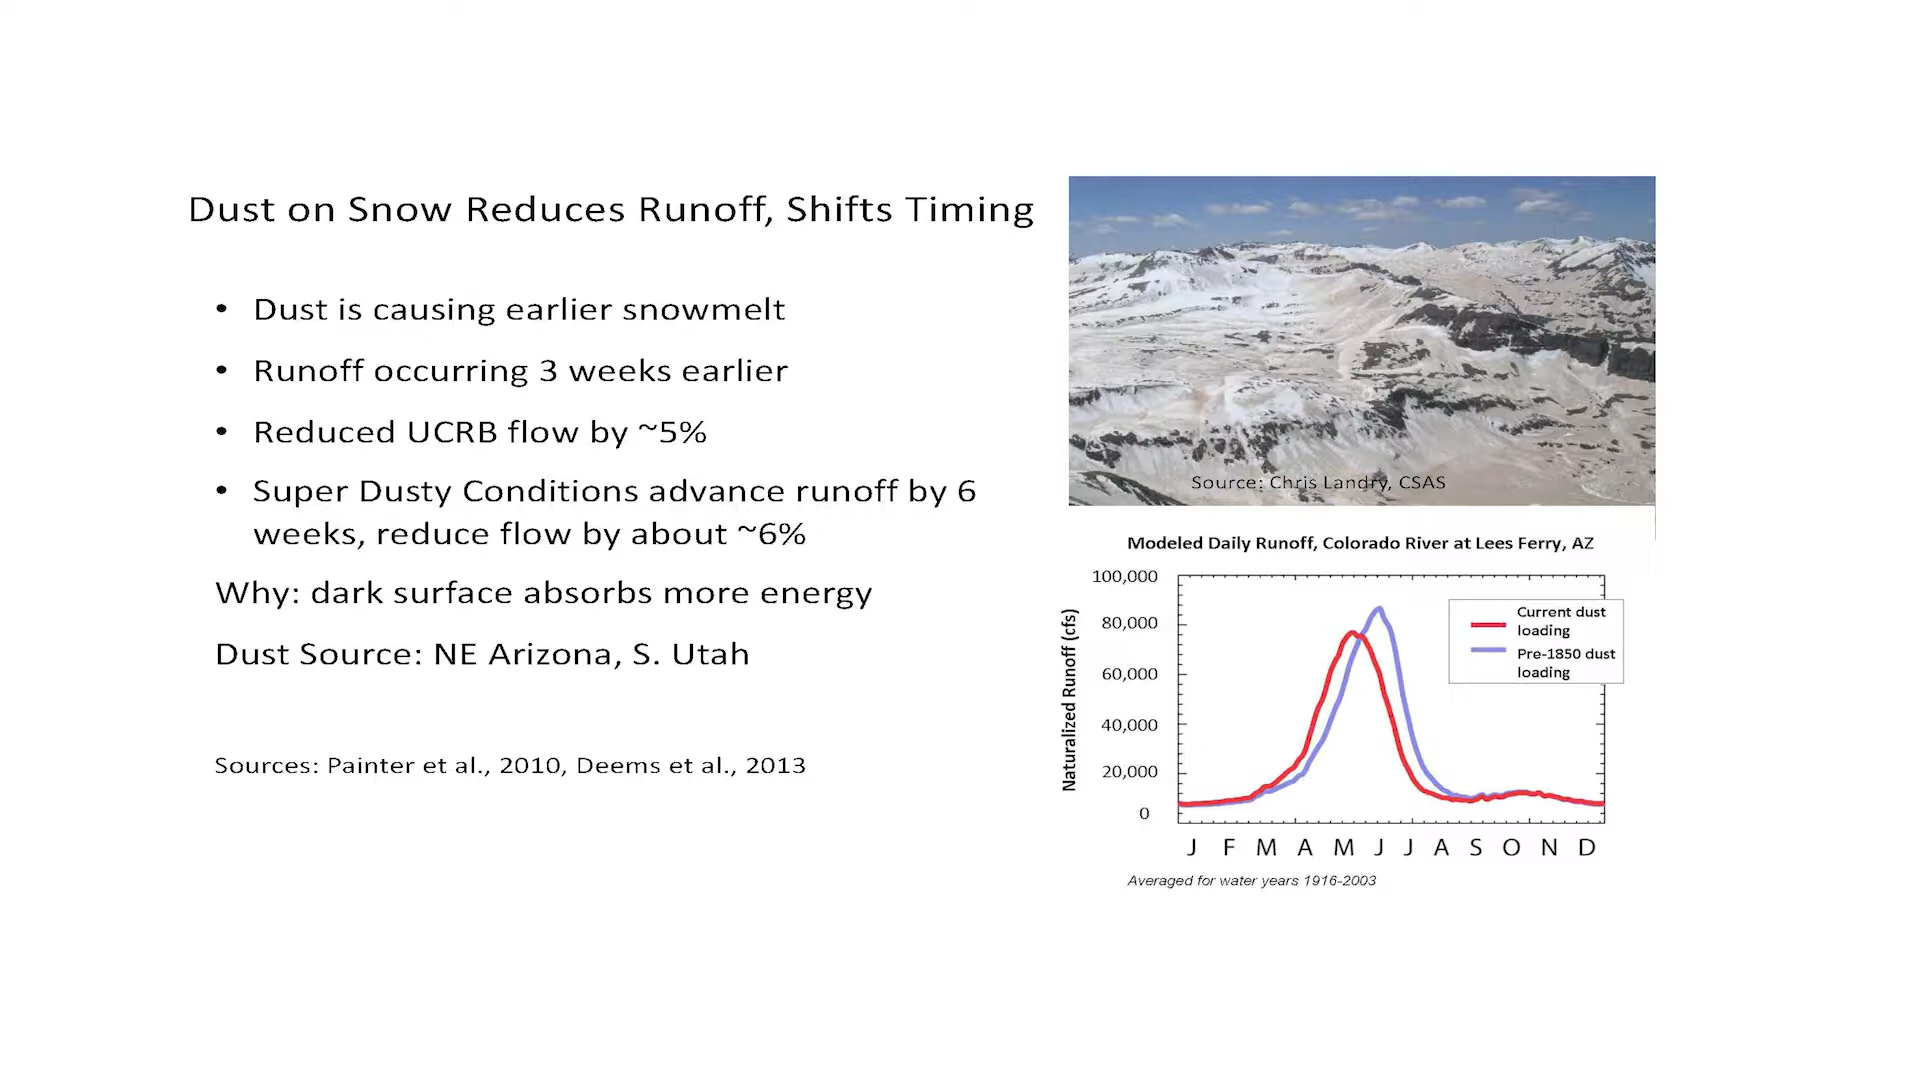 Dust on Snow Reduces Runoff, Shifts Timing
• Dust is causing earlier snowmelt
• Runoff occurring 3 weeks earlier
• Reduced UCRB flow by ~5%
• Super Dusty Conditions advance runoff by 6
weeks, reduce flow by about ~6%
Why: dark surface absorbs more energy
Dust Source: NE Arizona, S. Utah
Sources: Painter et al., 2010, Deems et al., 2013
Source: Chris Landry, CSAS
Modeled Daily Runoff, Colorado River at Lees Ferry, AZ
Naturalized Runoff (cfs)
100,000
80,000
60,000
40,000
20,000
0
Current dust
loading
Pre-1850 dust
loading
J F M A M J J A S O N D
Averaged for water years 1916-2003